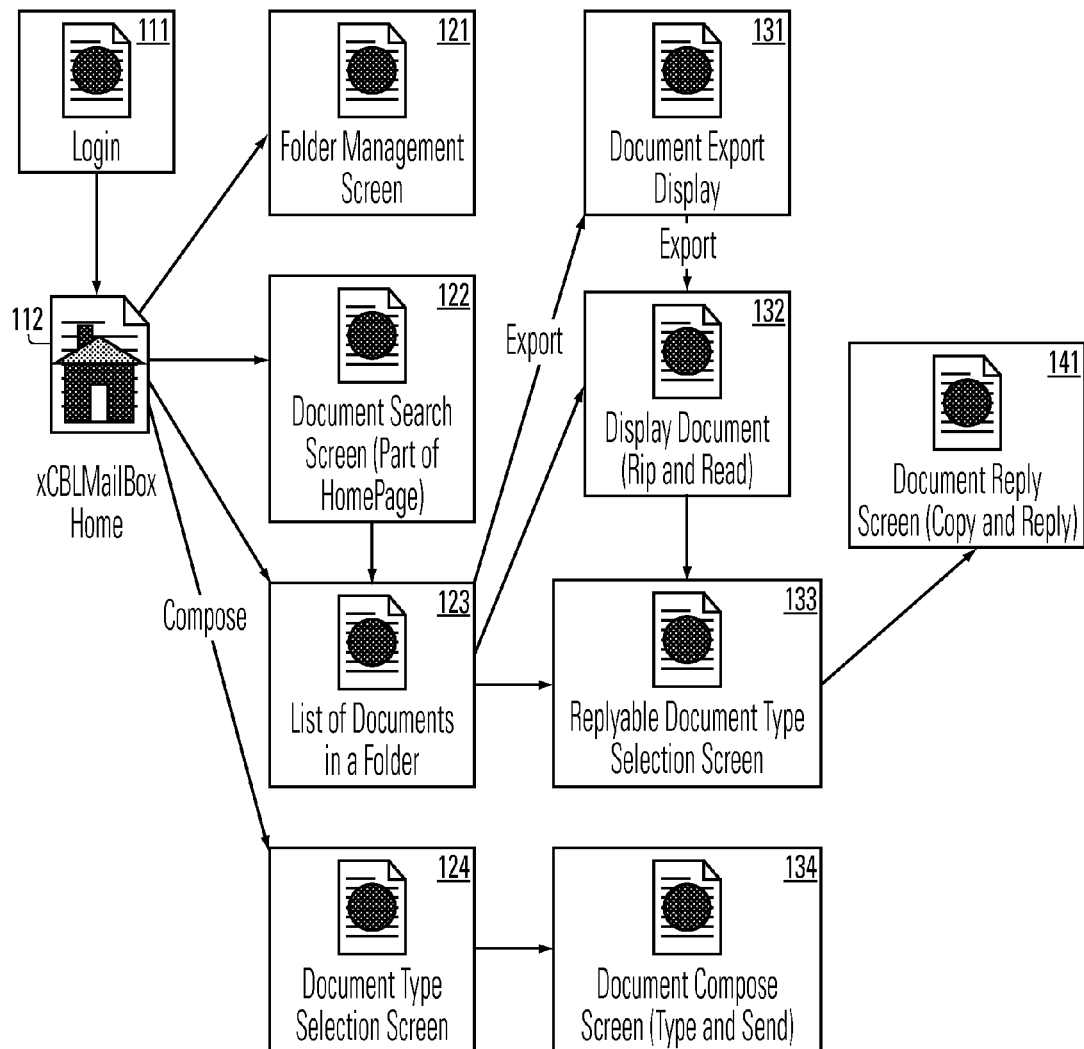 111
Login
121
Folder Management
Screen
131
Document Export
Display
Export
112
xCBLMailBox
Home
122
Document Search
Screen (Part of
HomePage)
Export
132
Display Document
(Rip and Read)
141
Document Reply
Screen (Copy and Reply)
Compose
123
List of Documents
in a Folder
133
Replyable Document Type
Selection Screen
124
Document Type
Selection Screen
134
Document Compose
Screen (Type and Send)